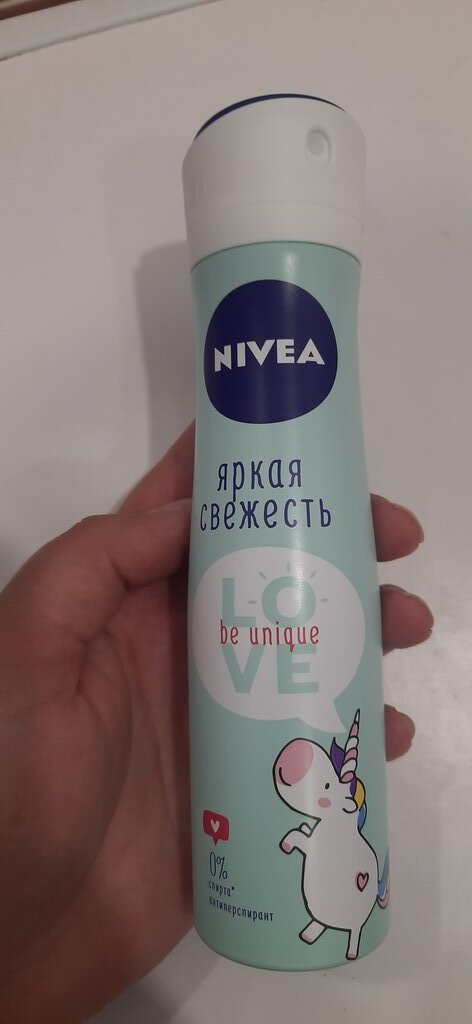 NIVEA
яркая
свежесть
LO
be unique
VE
0%
спирта*
антиперспирант